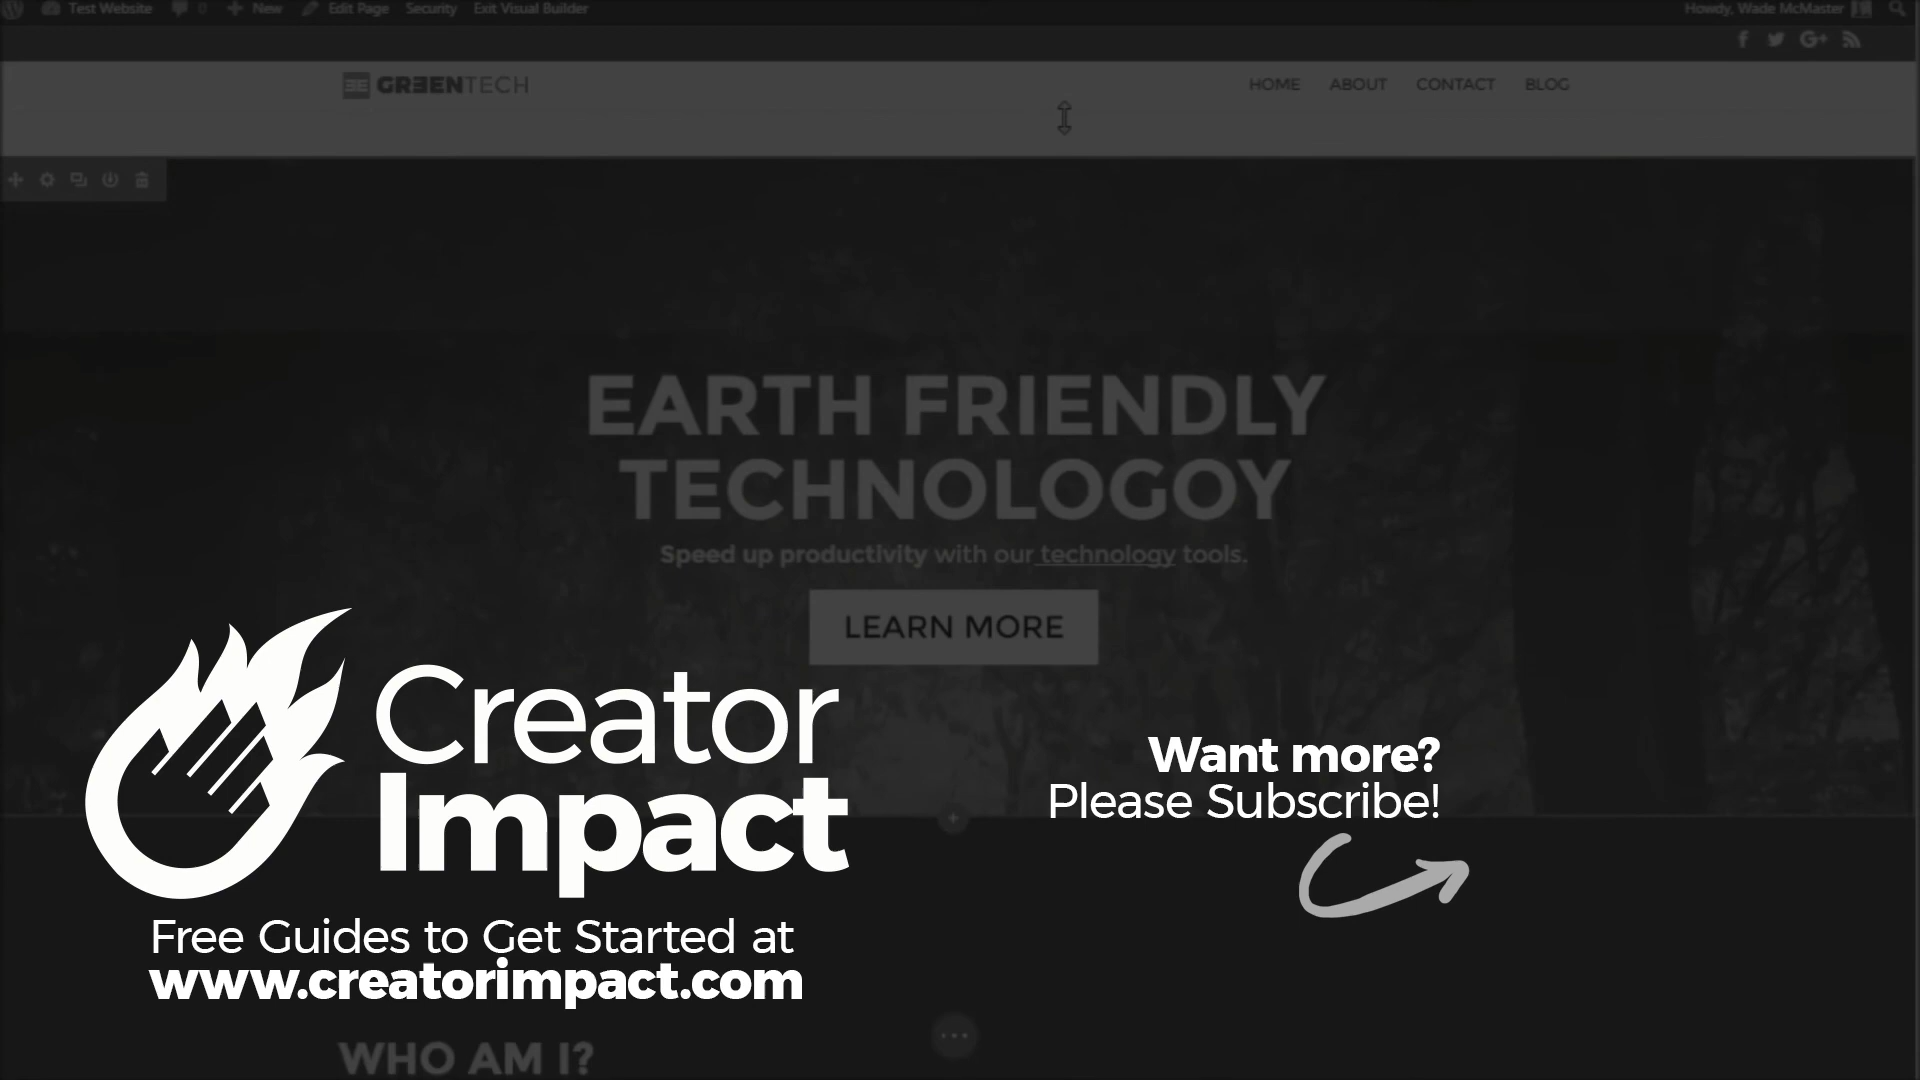 Test Website 0 New Edit Page Security Exit Visual Builder Howdy, Wade McMaster
GREENTECH HOME ABOUT CONTACT BLOG
EARTH FRIENDLY
TECHNOLOGOY
Speed up productivity with our technology tools.
LEARN MORE
Creator
Impact
Want more?
Please Subscribe!
Free Guides to Get Started at
www.creatorimpact.com
WHO AM I?